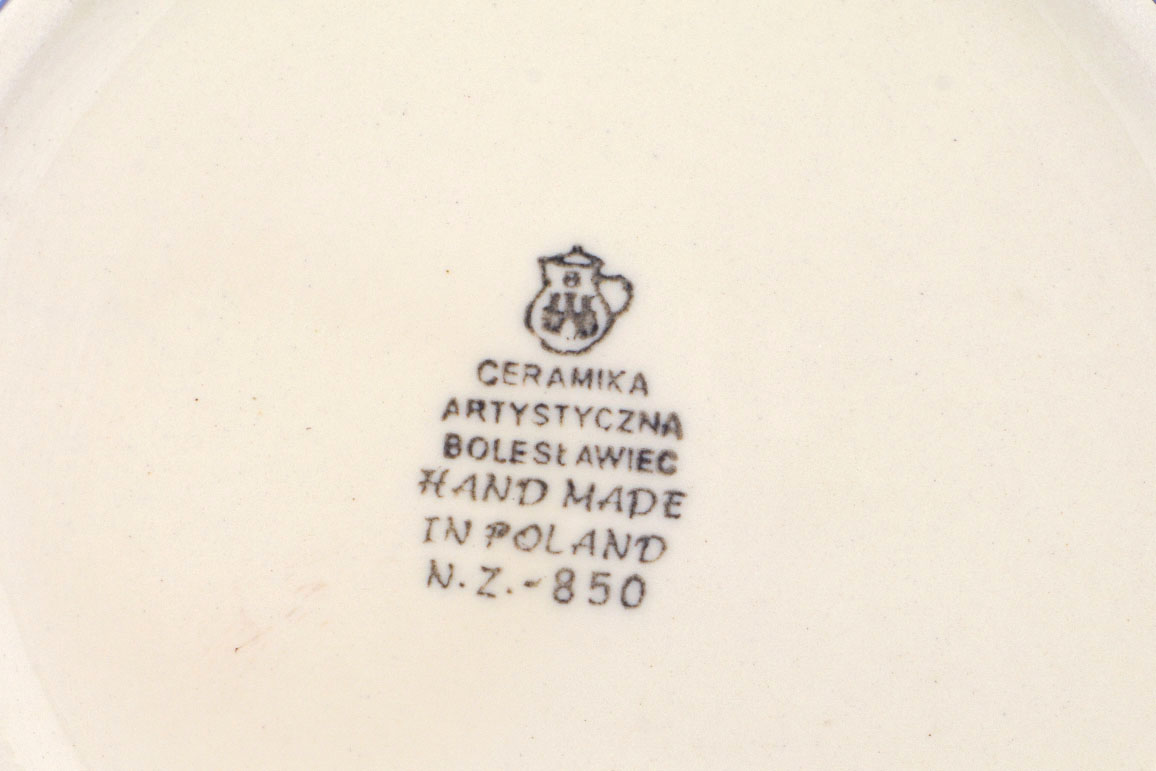 CERAMIKA
ARTYSTYCZNA
BOLESŁAWIEC
HAND MADE
IN POLAND
N.Z.-850